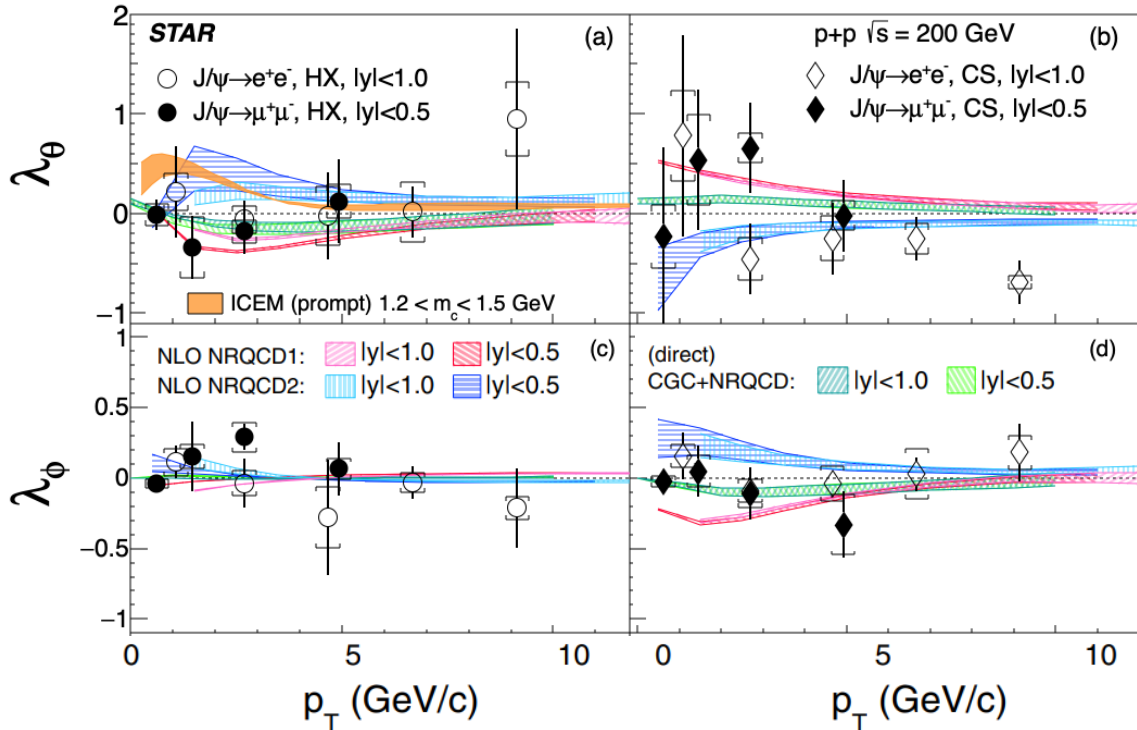 STAR
(a)
J/ψ→e⁺e⁻, HX, |y|<1.0
J/ψ→μ⁺μ⁻, HX, |y|<0.5
ICEM (prompt) 1.2 < m_c < 1.5 GeV
2
1
0
−1
λ_θ
(b)
p+p √s = 200 GeV
J/ψ→e⁺e⁻, CS, |y|<1.0
J/ψ→μ⁺μ⁻, CS, |y|<0.5
(c)
NLO NRQCD1: |y|<1.0 |y|<0.5
NLO NRQCD2: |y|<1.0 |y|<0.5
1
0.5
0
−0.5
−1
λ_ϕ
(d)
(direct)
CGC+NRQCD: |y|<1.0 |y|<0.5
0 5 10
0 5 10
p_T (GeV/c)
p_T (GeV/c)